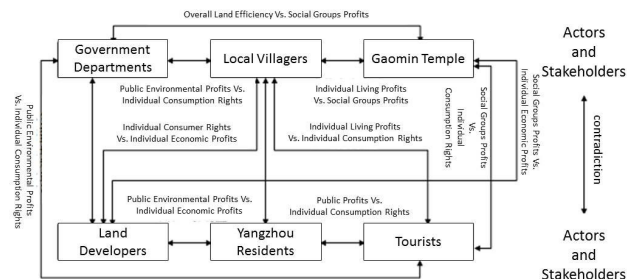 Overall Land Efficiency Vs. Social Groups Profits
Government
Departments
Local Villagers
Gaomin Temple
Actors
and
Stakeholders
Public Environmental Profits Vs.
Individual Consumption Rights
Individual Living Profits
Vs. Social Groups Profits
Individual Consumer Rights
Vs. Individual Economic Profits
Individual Living Profits
Vs. Individual Consumption Rights
Public Environmental Profits
Vs. Individual Consumption Rights
Social Groups Profits
Vs.
Individual
Consumption Rights
Social Groups Profits Vs.
Individual Economic Profits
contradiction
Public Environmental Profits Vs.
Individual Economic Profits
Public Profits Vs.
Individual Consumption Rights
Land
Developers
Yangzhou
Residents
Tourists
Actors
and
Stakeholders